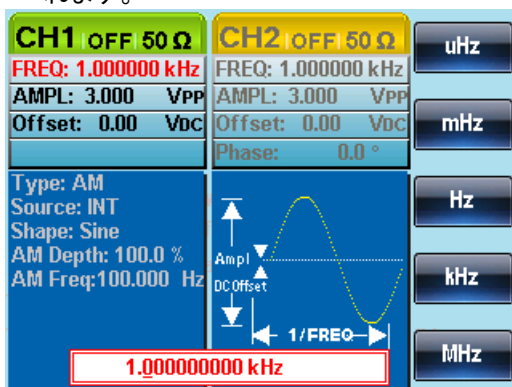 CH1 OFF 50 Ω
FREQ: 1.000000 kHz
AMPL: 3.000 VPP
Offset: 0.00 VDC
CH2 OFF 50 Ω
FREQ: 1.000000 kHz
AMPL: 3.000 VPP
Offset: 0.00 VDC
Phase: 0.0 °
Type: AM
Source: INT
Shape: Sine
AM Depth: 100.0 %
AM Freq:100.000 Hz
Ampl
DC Offset
1/FREQ
1.000000000 kHz
uHz
mHz
Hz
kHz
MHz